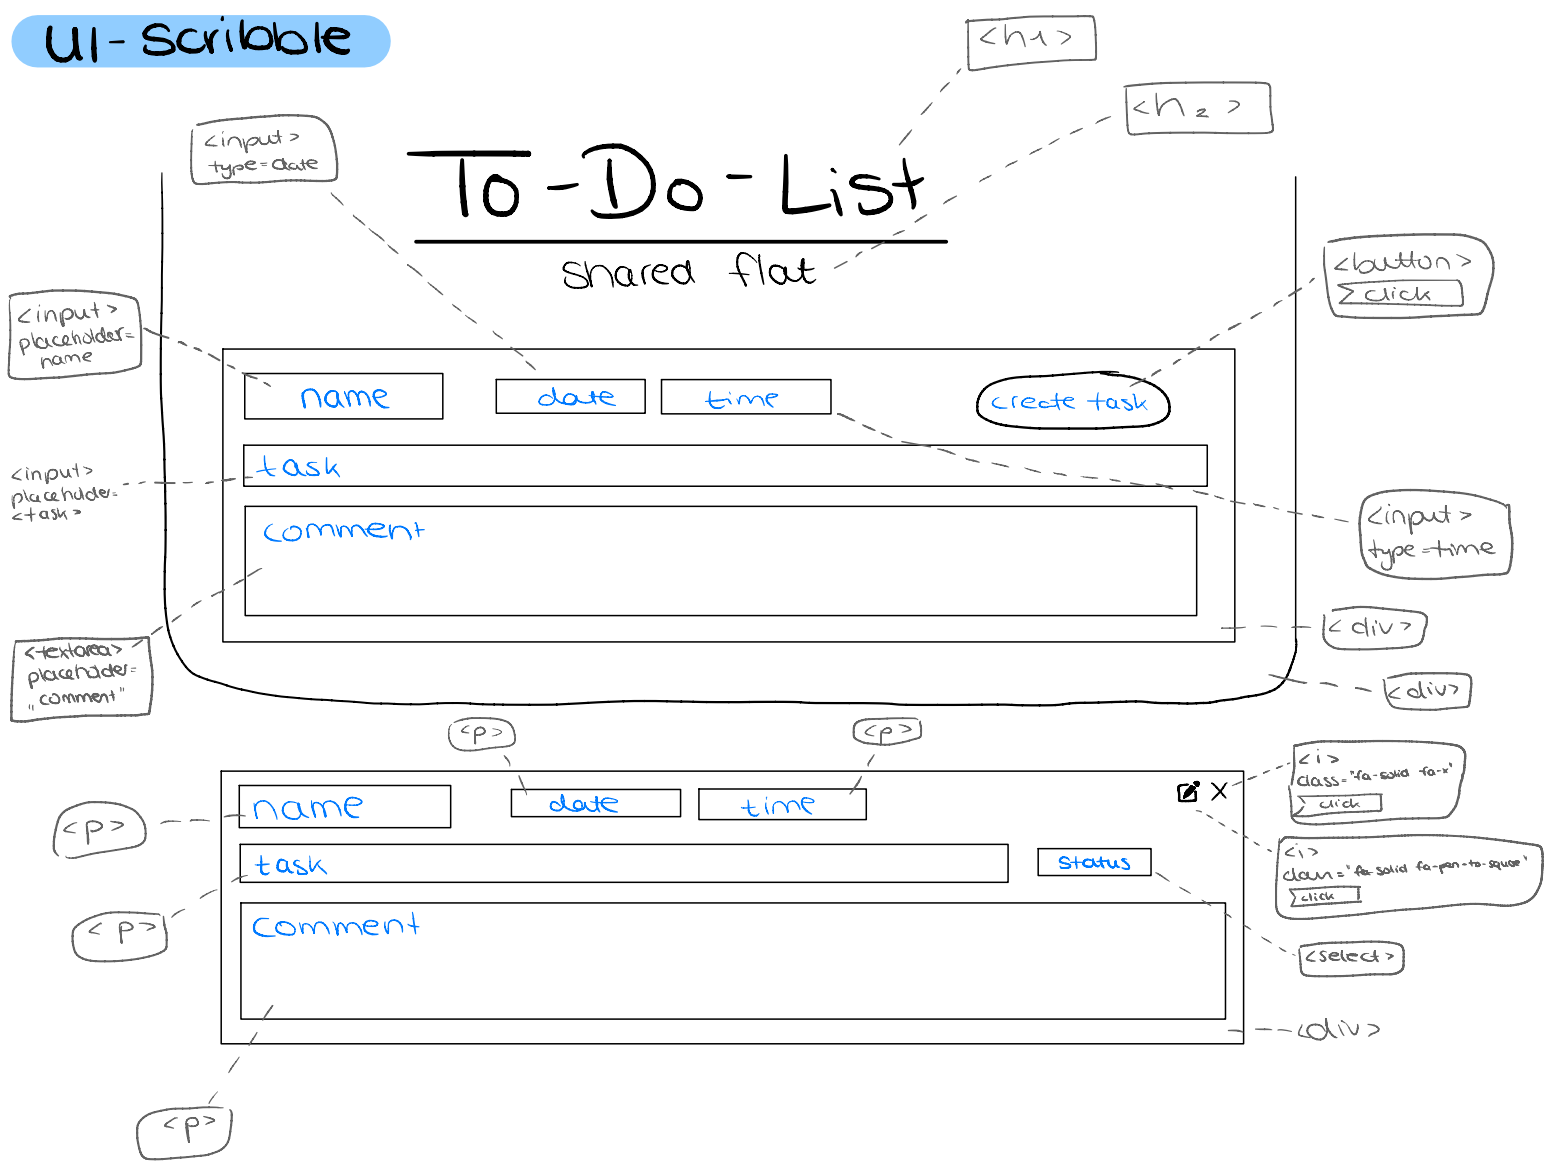 UI-Scribble
<h1>
<h2>
<input>
type=date
To-Do-List
shared flat
<button>
click
<input>
placeholder=
name
name
date
time
create task
<input>
placeholder=
<task>
task
comment
<input>
type=time
<textarea>
placeholder=
„comment"
<div>
<div>
<p>
<p>
<i>
class="fa-solid fa-x"
click
<p>
name
date
time
X
<i>
class="fa-solid fa-pen-to-square"
click
task
status
<p>
comment
<select>
<div>
<p>